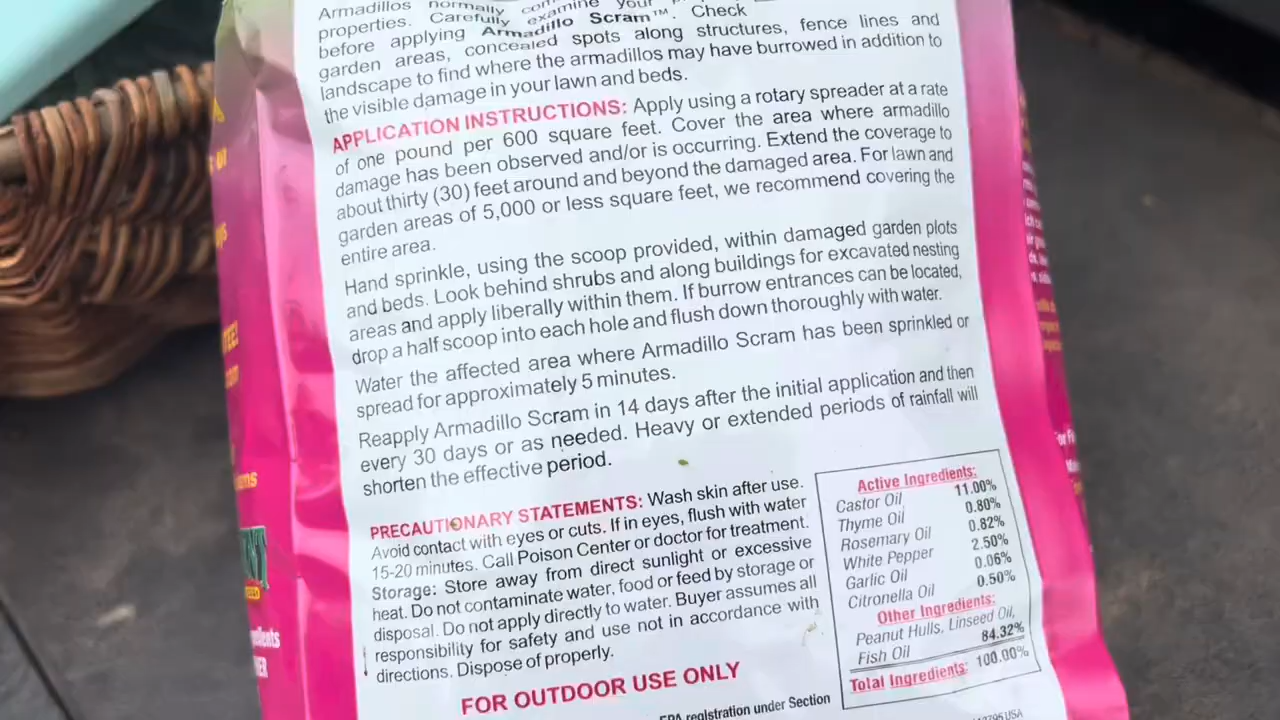 Armadillos normally
properties. Carefully examine your
before applying Armadillo Scram™. Check
garden areas, concealed spots along structures, fence lines and
landscape to find where the armadillos may have burrowed in addition to
the visible damage in your lawn and beds.
APPLICATION INSTRUCTIONS: Apply using a rotary spreader at a rate
of one pound per 600 square feet. Cover the area where armadillo
damage has been observed and/or is occurring. Extend the coverage to
about thirty (30) feet around and beyond the damaged area. For lawn and
garden areas of 5,000 or less square feet, we recommend covering the
entire area.
Hand sprinkle, using the scoop provided, within damaged garden plots
and beds. Look behind shrubs and along buildings for excavated nesting
areas and apply liberally within them. If burrow entrances can be located,
drop a half scoop into each hole and flush down thoroughly with water.
Water the affected area where Armadillo Scram has been sprinkled or
spread for approximately 5 minutes.
Reapply Armadillo Scram in 14 days after the initial application and then
every 30 days or as needed. Heavy or extended periods of rainfall will
shorten the effective period.
PRECAUTIONARY STATEMENTS: Wash skin after use.
Avoid contact with eyes or cuts. If in eyes, flush with water
15-20 minutes. Call Poison Center or doctor for treatment.
Storage: Store away from direct sunlight or excessive
heat. Do not contaminate water, food or feed by storage or
disposal. Do not apply directly to water. Buyer assumes all
responsibility for safety and use not in accordance with
directions. Dispose of properly.
FOR OUTDOOR USE ONLY
EPA registration under Section
Active Ingredients:
Castor Oil 11.00%
Thyme Oil 0.80%
Rosemary Oil 0.82%
White Pepper 2.50%
Garlic Oil 0.06%
Citronella Oil 0.50%
Other Ingredients:
Peanut Hulls, Linseed Oil,
Fish Oil 84.32%
Total Ingredients: 100.00%
USA